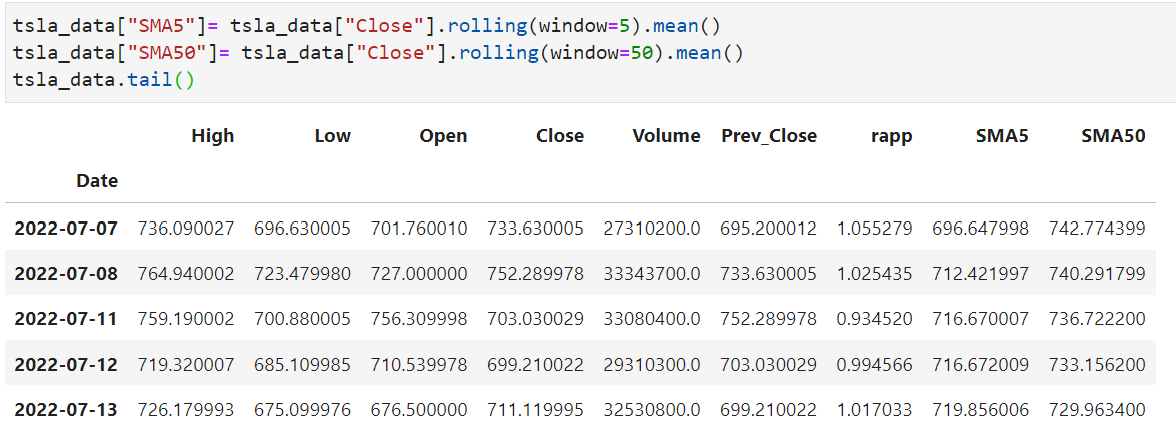 tsla_data["SMA5"]= tsla_data["Close"].rolling(window=5).mean()
tsla_data["SMA50"]= tsla_data["Close"].rolling(window=50).mean()
tsla_data.tail()
High Low Open Close Volume Prev_Close rapp SMA5 SMA50
Date
2022-07-07 736.090027 696.630005 701.760010 733.630005 27310200.0 695.200012 1.055279 696.647998 742.774399
2022-07-08 764.940002 723.479980 727.000000 752.289978 33343700.0 733.630005 1.025435 712.421997 740.291799
2022-07-11 759.190002 700.880005 756.309998 703.030029 33080400.0 752.289978 0.934520 716.670007 736.722200
2022-07-12 719.320007 685.109985 710.539978 699.210022 29310300.0 703.030029 0.994566 716.672009 733.156200
2022-07-13 726.179993 675.099976 676.500000 711.119995 32530800.0 699.210022 1.017033 719.856006 729.963400